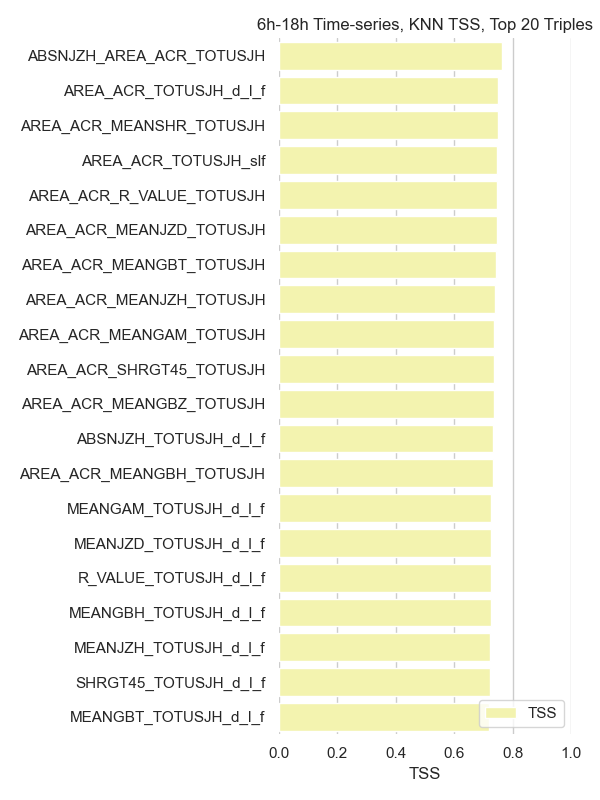 6h-18h Time-series, KNN TSS, Top 20 Triples
ABSNJZH_AREA_ACR_TOTUSJH
AREA_ACR_TOTUSJH_d_l_f
AREA_ACR_MEANSHR_TOTUSJH
AREA_ACR_TOTUSJH_slf
AREA_ACR_R_VALUE_TOTUSJH
AREA_ACR_MEANJZD_TOTUSJH
AREA_ACR_MEANGBT_TOTUSJH
AREA_ACR_MEANJZH_TOTUSJH
AREA_ACR_MEANGAM_TOTUSJH
AREA_ACR_SHRGT45_TOTUSJH
AREA_ACR_MEANGBZ_TOTUSJH
ABSNJZH_TOTUSJH_d_l_f
AREA_ACR_MEANGBH_TOTUSJH
MEANGAM_TOTUSJH_d_l_f
MEANJZD_TOTUSJH_d_l_f
R_VALUE_TOTUSJH_d_l_f
MEANGBH_TOTUSJH_d_l_f
MEANJZH_TOTUSJH_d_l_f
SHRGT45_TOTUSJH_d_l_f
MEANGBT_TOTUSJH_d_l_f
TSS
0.0 0.2 0.4 0.6 0.8 1.0
TSS